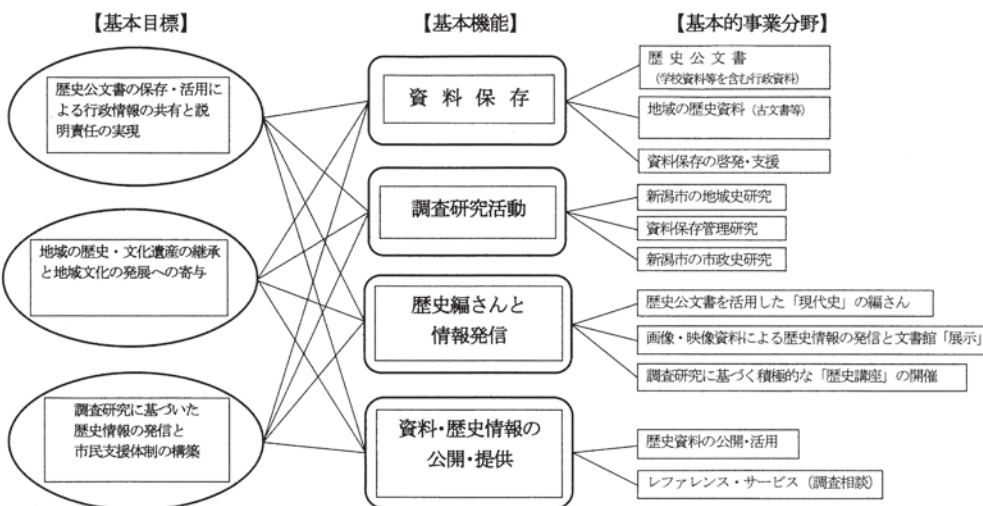 【基本目標】
歴史公文書の保存・活用に
よる行政情報の共有と説
明責任の実現
地域の歴史・文化遺産の継承
と地域文化の発展への寄与
調査研究に基づいた
歴史情報の発信と
市民支援体制の構築
【基本機能】
資料保存
調査研究活動
歴史編さんと
情報発信
資料・歴史情報の
公開・提供
【基本的事業分野】
歴史公文書
（学校資料等を含む行政資料）
地域の歴史資料（古文書等）
資料保存の啓発・支援
新潟市の地域史研究
資料保存管理研究
新潟市の市政史研究
歴史公文書を活用した「現代史」の編さん
画像・映像資料による歴史情報の発信と文書館「展示」
調査研究に基づく積極的な「歴史講座」の開催
歴史資料の公開・活用
レファレンス・サービス（調査相談）